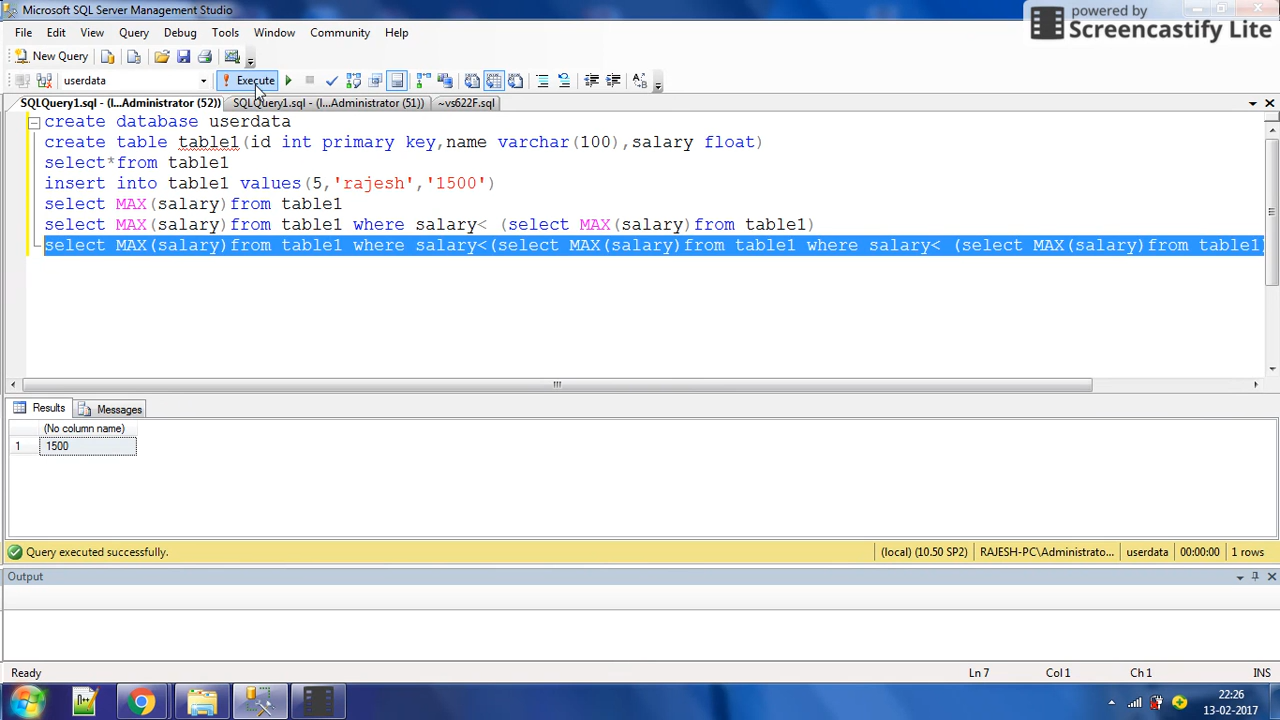 Microsoft SQL Server Management Studio
powered by
Screencastify Lite
File Edit View Query Debug Tools Window Community Help
New Query
userdata Execute
SQLQuery1.sql - (l...Administrator (52)) SQLQuery1.sql - (l...Administrator (51)) ~vs622F.sql
create database userdata
create table table1(id int primary key,name varchar(100),salary float)
select*from table1
insert into table1 values(5,'rajesh','1500')
select MAX(salary)from table1
select MAX(salary)from table1 where salary< (select MAX(salary)from table1)
select MAX(salary)from table1 where salary<(select MAX(salary)from table1 where salary< (select MAX(salary)from table1)
Results Messages
(No column name)
1 1500
Query executed successfully. (local) (10.50 SP2) RAJESH-PC\Administrato... userdata 00:00:00 1 rows
Output
Ready Ln 7 Col 1 Ch 1 INS
22:26
13-02-2017